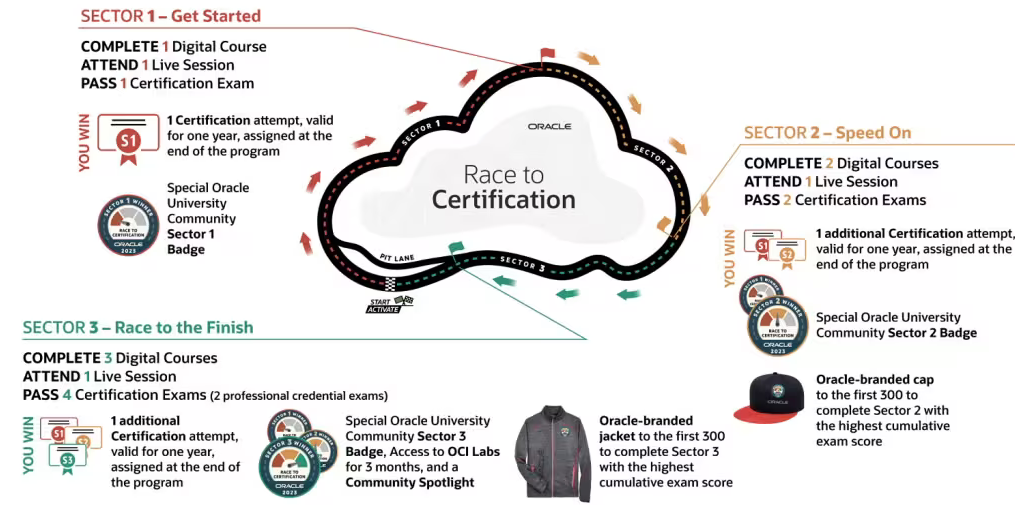 SECTOR 1 – Get Started
COMPLETE 1 Digital Course
ATTEND 1 Live Session
PASS 1 Certification Exam
YOU WIN
S1
1 Certification attempt, valid
for one year, assigned at the
end of the program
SECTOR 1 WINNER
RACE TO
CERTIFICATION
ORACLE
2023
Special Oracle
University
Community
Sector 1
Badge
SECTOR 1
ORACLE
Race to
Certification
SECTOR 2
SECTOR 3
PIT LANE
START
ACTIVATE
SECTOR 2 – Speed On
COMPLETE 2 Digital Courses
ATTEND 1 Live Session
PASS 2 Certification Exams
YOU WIN
S1
S2
1 additional Certification attempt,
valid for one year, assigned at the
end of the program
SECTOR 2 WINNER
RACE TO
CERTIFICATION
ORACLE
2023
Special Oracle University
Community Sector 2 Badge
ORACLE
Oracle-branded cap
to the first 300 to
complete Sector 2 with
the highest cumulative
exam score
SECTOR 3 – Race to the Finish
COMPLETE 3 Digital Courses
ATTEND 1 Live Session
PASS 4 Certification Exams (2 professional credential exams)
YOU WIN
S1
S3
1 additional
Certification attempt,
valid for one year,
assigned at the end of
the program
SECTOR 3 WINNER
RACE TO
CERTIFICATION
ORACLE
2023
Special Oracle University
Community Sector 3
Badge, Access to OCI Labs
for 3 months, and a
Community Spotlight
Oracle-branded
jacket to the first 300
to complete Sector 3
with the highest
cumulative exam score